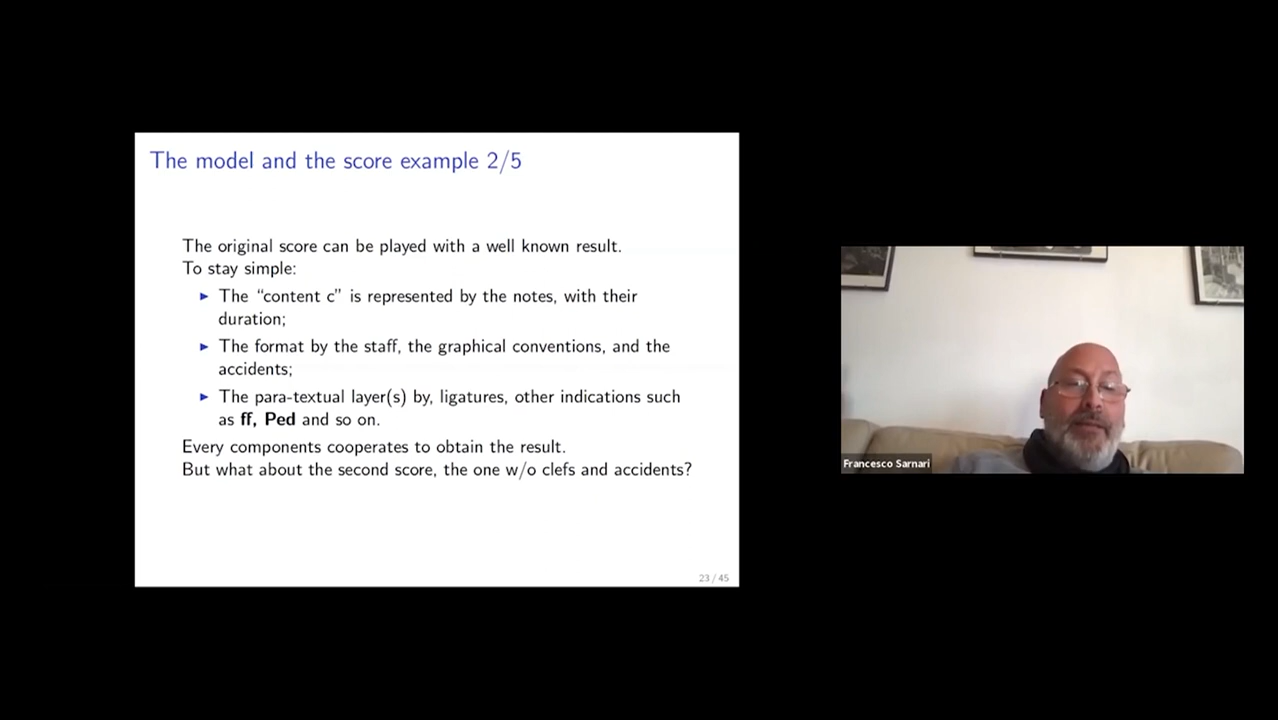 The model and the score example 2/5
The original score can be played with a well known result.
To stay simple:
▶ The “content c” is represented by the notes, with their
duration;
▶ The format by the staff, the graphical conventions, and the
accidents;
▶ The para-textual layer(s) by, ligatures, other indications such
as ff, Ped and so on.
Every components cooperates to obtain the result.
But what about the second score, the one w/o clefs and accidents?
23 / 45
Francesco Sarnari